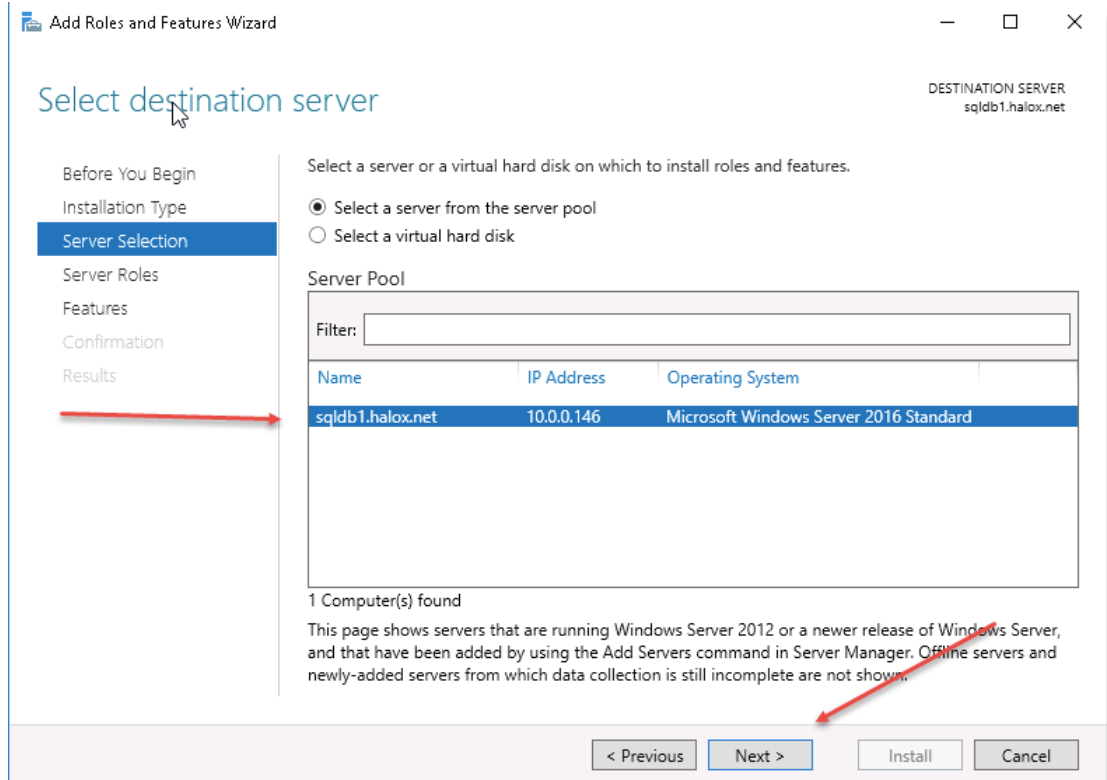 Add Roles and Features Wizard
Select destination server
DESTINATION SERVER
sqldb1.halox.net
Before You Begin
Installation Type
Server Selection
Server Roles
Features
Confirmation
Results
Select a server or a virtual hard disk on which to install roles and features.
Select a server from the server pool
Select a virtual hard disk
Server Pool
Filter:
Name IP Address Operating System
sqldb1.halox.net 10.0.0.146 Microsoft Windows Server 2016 Standard
1 Computer(s) found
This page shows servers that are running Windows Server 2012 or a newer release of Windows Server,
and that have been added by using the Add Servers command in Server Manager. Offline servers and
newly-added servers from which data collection is still incomplete are not shown.
< Previous Next > Install Cancel